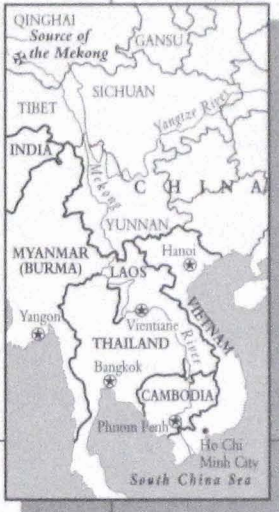 QINGHAI
Source of
the Mekong
GANSU
SICHUAN
TIBET
Yangtze River
INDIA
Mekong
CHINA
YUNNAN
MYANMAR
(BURMA)
Hanoi
LAOS
Yangon
Vientiane
VIETNAM
THAILAND
River
Bangkok
CAMBODIA
Phnom Penh
Ho Chi
Minh City
South China Sea